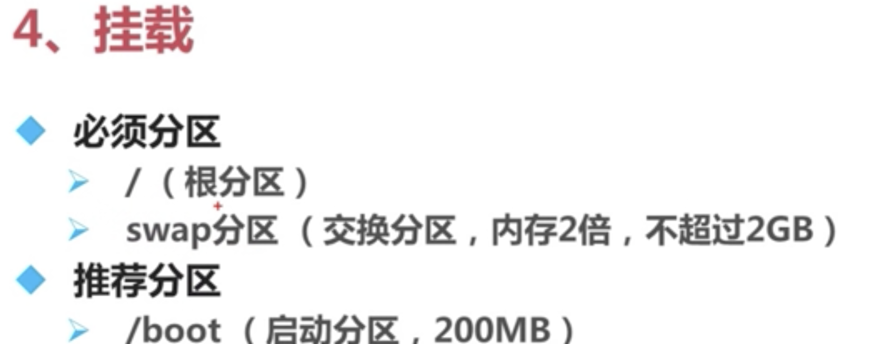 4、挂载
必须分区
/（根分区）
swap分区（交换分区，内存2倍，不超过2GB）
推荐分区
/boot（启动分区，200MB）